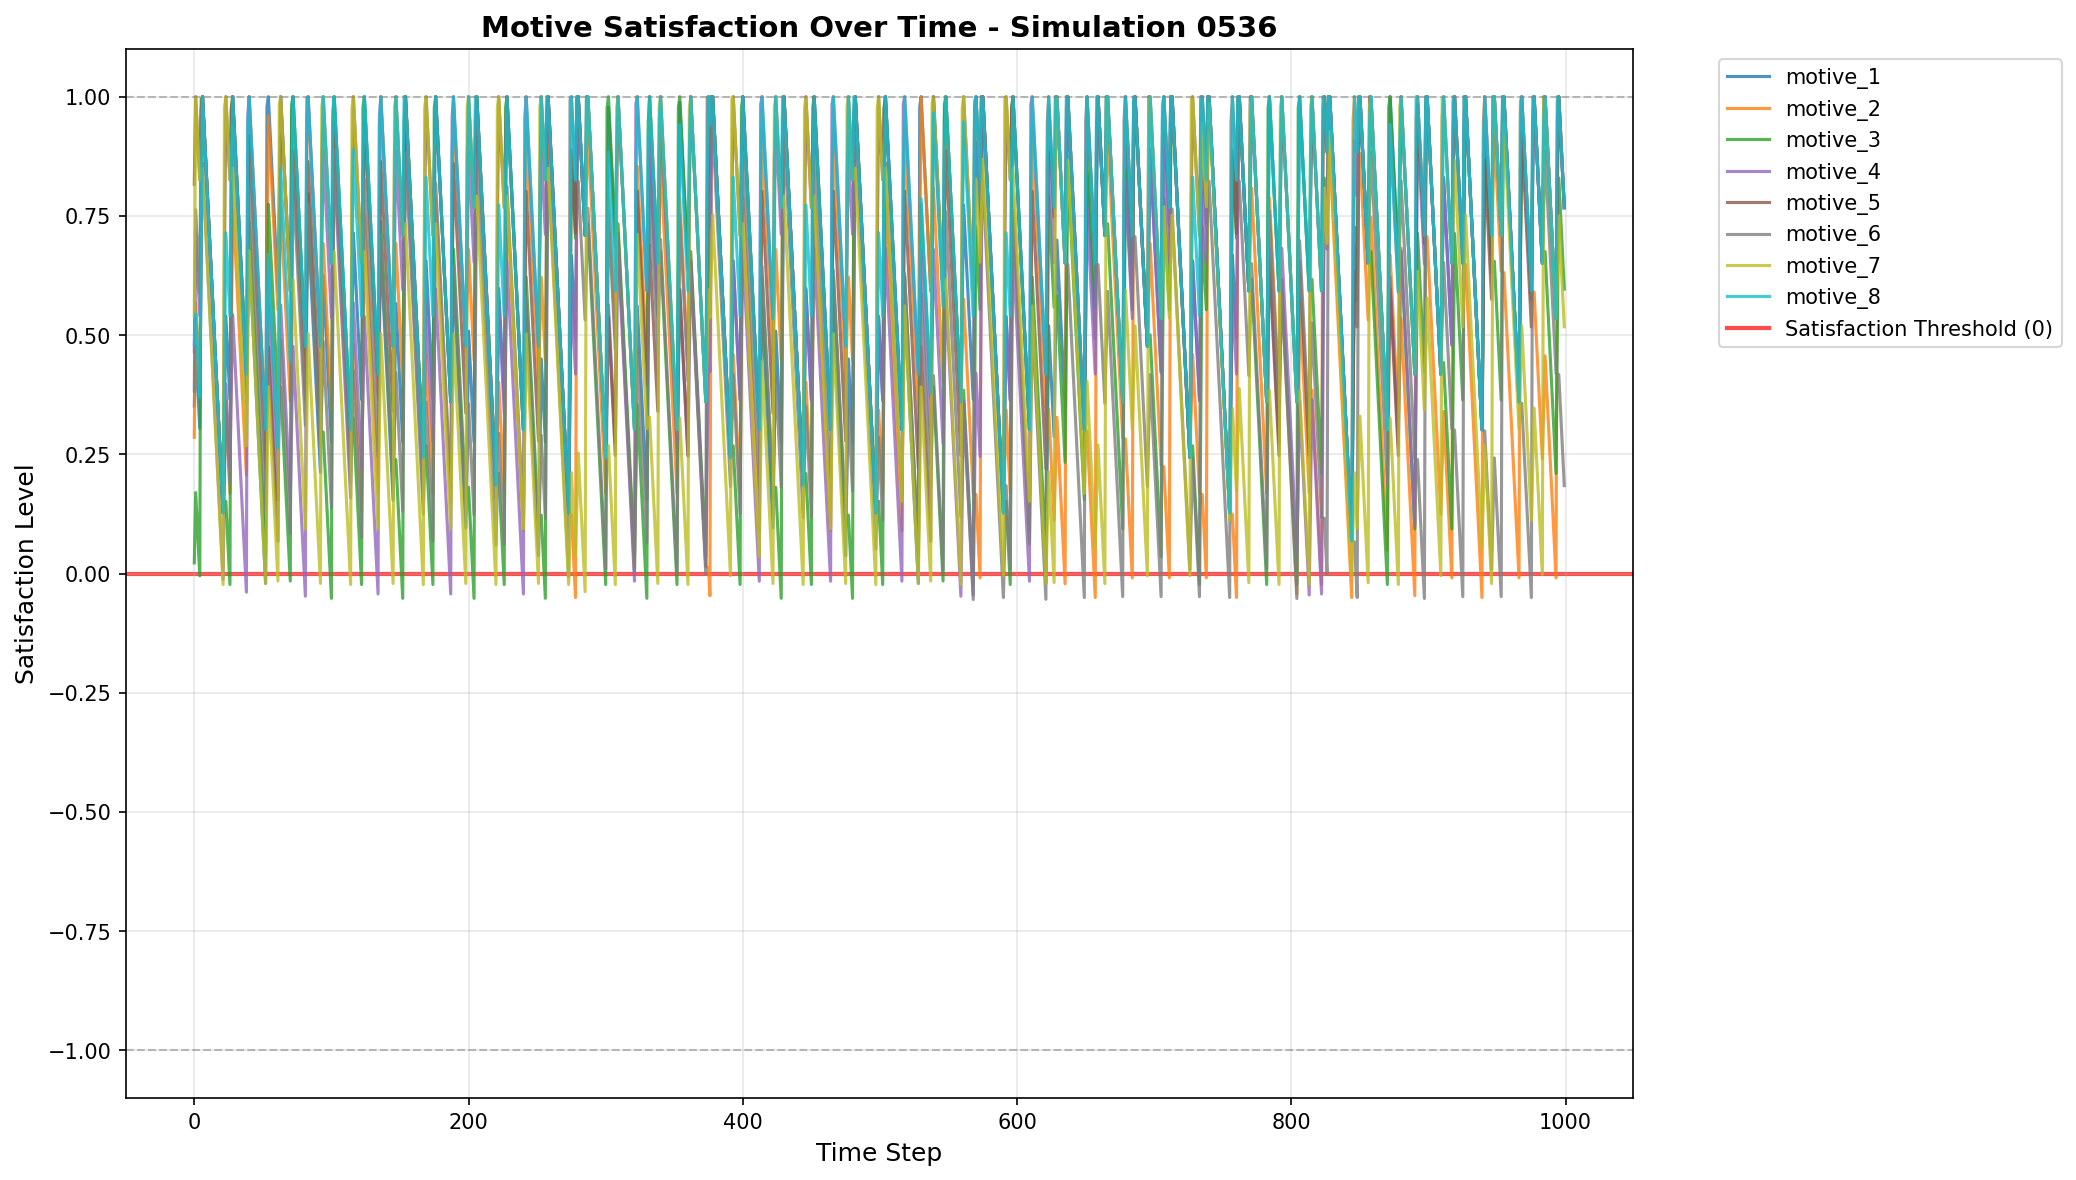 Motive Satisfaction Over Time - Simulation 0536
Satisfaction Level
1.00
0.75
0.50
0.25
0.00
−0.25
−0.50
−0.75
−1.00
0
200
400
600
800
1000
Time Step
motive_1
motive_2
motive_3
motive_4
motive_5
motive_6
motive_7
motive_8
Satisfaction Threshold (0)